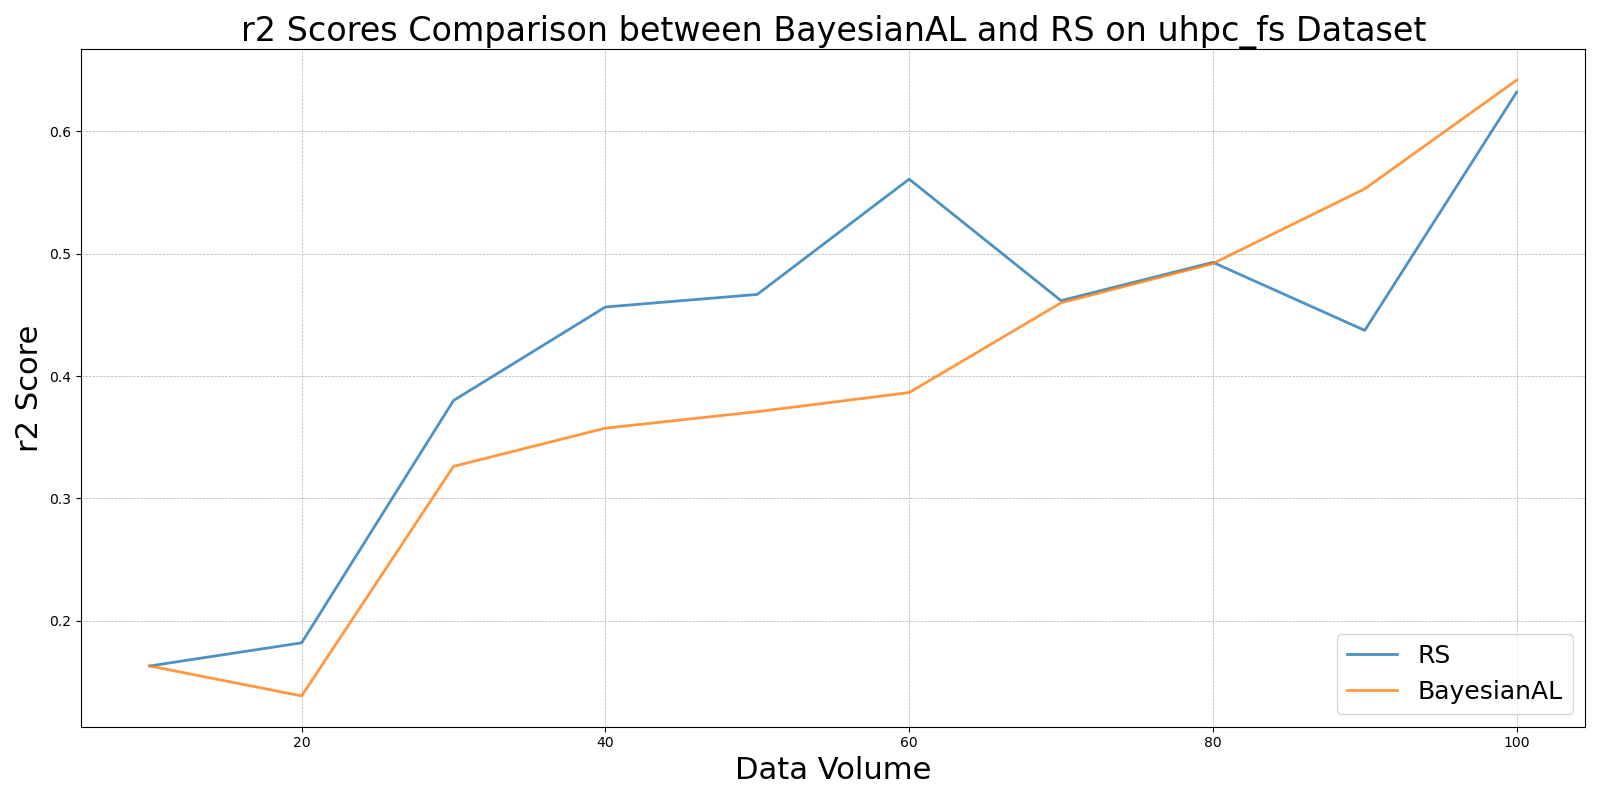 r2 Scores Comparison between BayesianAL and RS on uhpc_fs Dataset
r2 Score
0.6
0.5
0.4
0.3
0.2
20
40
60
80
100
Data Volume
RS
BayesianAL